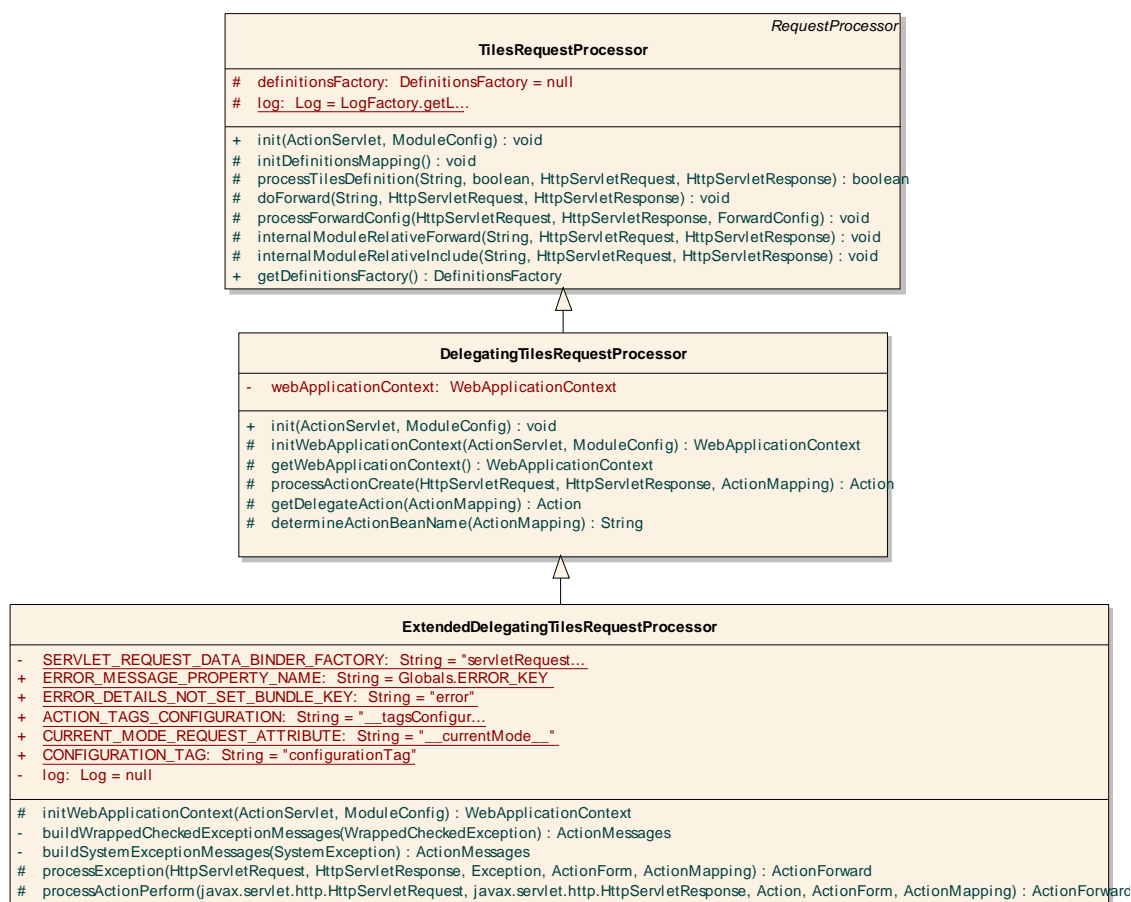 RequestProcessor
TilesRequestProcessor
# definitionsFactory: DefinitionsFactory = null
# log: Log = LogFactory.getL...
+ init(ActionServlet, ModuleConfig) : void
# initDefinitionsMapping() : void
# processTilesDefinition(String, boolean, HttpServletRequest, HttpServletResponse) : boolean
# doForward(String, HttpServletRequest, HttpServletResponse) : void
# processForwardConfig(HttpServletRequest, HttpServletResponse, ForwardConfig) : void
# internalModuleRelativeForward(String, HttpServletRequest, HttpServletResponse) : void
# internalModuleRelativeInclude(String, HttpServletRequest, HttpServletResponse) : void
+ getDefinitionsFactory() : DefinitionsFactory
DelegatingTilesRequestProcessor
- webApplicationContext: WebApplicationContext
+ init(ActionServlet, ModuleConfig) : void
# initWebApplicationContext(ActionServlet, ModuleConfig) : WebApplicationContext
# getWebApplicationContext() : WebApplicationContext
# processActionCreate(HttpServletRequest, HttpServletResponse, ActionMapping) : Action
# getDelegateAction(ActionMapping) : Action
# determineActionBeanName(ActionMapping) : String
ExtendedDelegatingTilesRequestProcessor
- SERVLET_REQUEST_DATA_BINDER_FACTORY: String = "servletRequest...
+ ERROR_MESSAGE_PROPERTY_NAME: String = Globals.ERROR_KEY
+ ERROR_DETAILS_NOT_SET_BUNDLE_KEY: String = "error"
+ ACTION_TAGS_CONFIGURATION: String = "__tagsConfigur...
+ CURRENT_MODE_REQUEST_ATTRIBUTE: String = "__currentMode__"
+ CONFIGURATION_TAG: String = "configurationTag"
- log: Log = null
# initWebApplicationContext(ActionServlet, ModuleConfig) : WebApplicationContext
- buildWrappedCheckedExceptionMessages(WrappedCheckedException) : ActionMessages
- buildSystemExceptionMessages(SystemException) : ActionMessages
# processException(HttpServletRequest, HttpServletResponse, Exception, ActionForm, ActionMapping) : ActionForward
# processActionPerform(javax.servlet.http.HttpServletRequest, javax.servlet.http.HttpServletResponse, Action, ActionForm, ActionMapping) : ActionForward